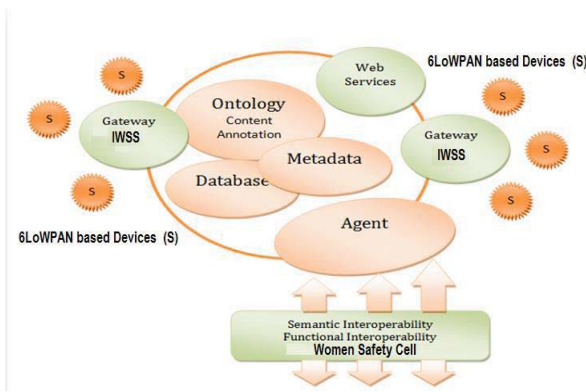 6LoWPAN based Devices (S)
Web
Services
S
S
S
Ontology
Content
Annotation
Gateway
IWSS
Metadata
Gateway
IWSS
S
S
Database
S
S
Agent
6LoWPAN based Devices (S)
Semantic Interoperability
Functional Interoperability
Women Safety Cell